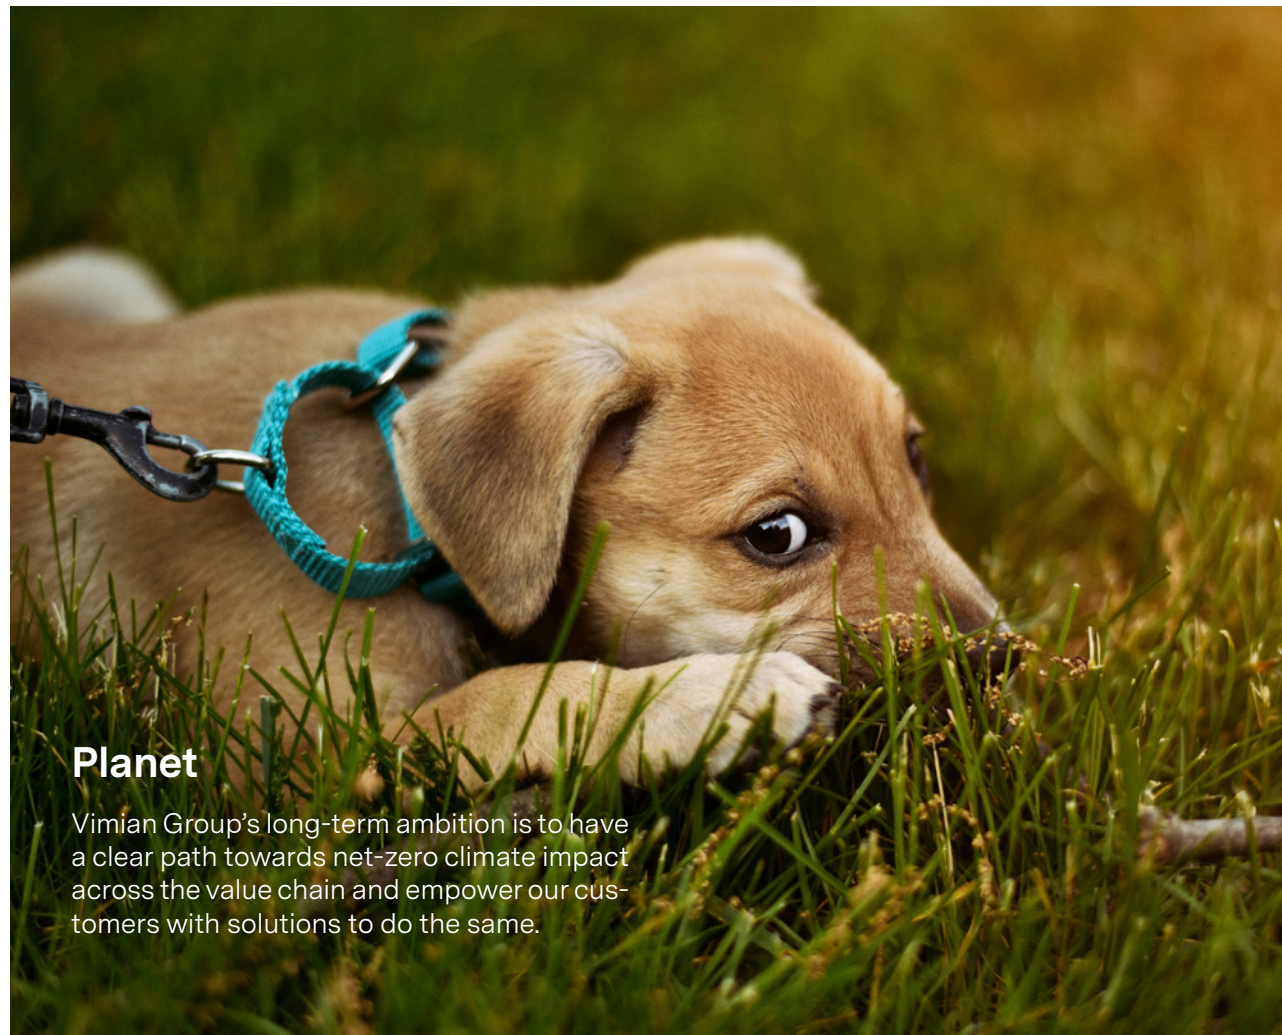 Planet
Vimian Group’s long-term ambition is to have
a clear path towards net-zero climate impact
across the value chain and empower our cus-
tomers with solutions to do the same.